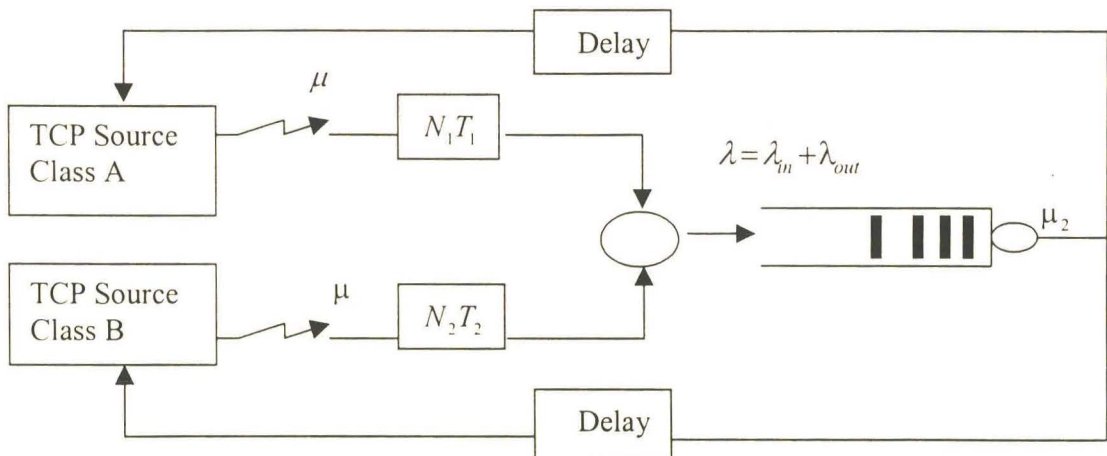 Delay
μ
TCP Source
Class A
N₁T₁
λ = λ_in + λ_out
μ₂
TCP Source
Class B
μ
N₂T₂
Delay